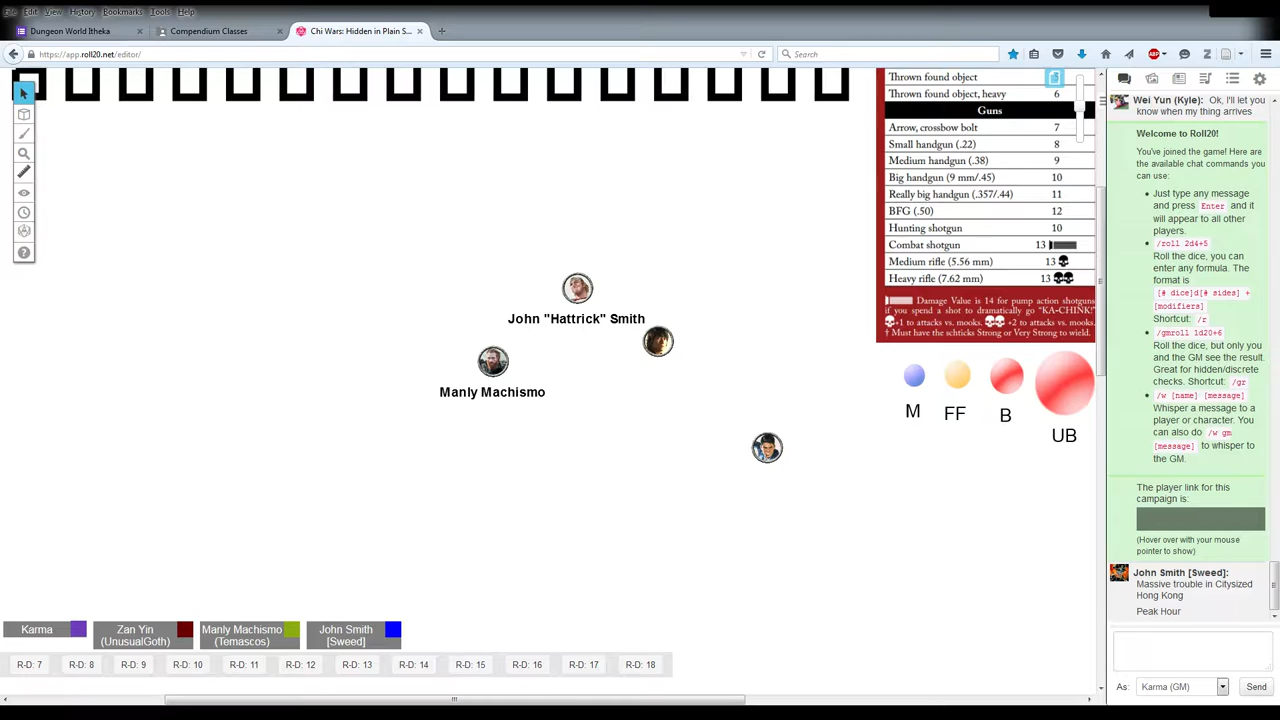 File Edit View History Bookmarks Tools Help
Dungeon World Itheka
Compendium Classes
Chi Wars: Hidden in Plain S...
https://app.roll20.net/editor/
Search
ABP
Thrown found object 5
Thrown found object, heavy 6
Guns
Arrow, crossbow bolt 7
Small handgun (.22) 8
Medium handgun (.38) 9
Big handgun (9 mm/.45) 10
Really big handgun (.357/.44) 11
BFG (.50) 12
Hunting shotgun 10
Combat shotgun 13
Medium rifle (5.56 mm) 13
Heavy rifle (7.62 mm) 13
Damage Value is 14 for pump action shotguns
if you spend a shot to dramatically go "KA-CHINK!"
+1 to attacks vs. mooks. +2 to attacks vs. mooks.
† Must have the schticks Strong or Very Strong to wield.
M
FF
B
UB
John "Hattrick" Smith
Manly Machismo
Karma
Zan Yin
(UnusualGoth)
Manly Machismo
(Temascos)
John Smith
[Sweed]
R-D: 7
R-D: 8
R-D: 9
R-D: 10
R-D: 11
R-D: 12
R-D: 13
R-D: 14
R-D: 15
R-D: 16
R-D: 17
R-D: 18
Wei Yun (Kyle): Ok, I'll let you
know when my thing arrives
Welcome to Roll20!
You've joined the game! Here are
the available chat commands you
can use:
Just type any message
and press Enter and it
will appear to all other
players.
/roll 2d4+5
Roll the dice, you can
enter any formula. The
format is
[# dice]d[# sides] +
[modifiers]
Shortcut: /r
/gmroll 1d20+6
Roll the dice, but only you
and the GM see the result.
Great for hidden/discrete
checks. Shortcut: /gr
/w [name] [message]
Whisper a message to a
player or character. You
can also do /w gm
[message] to whisper to
the GM.
The player link for this
campaign is:
(Hover over with your mouse
pointer to show)
John Smith [Sweed]:
Massive trouble in Citysized
Hong Kong
Peak Hour
As: Karma (GM)
Send